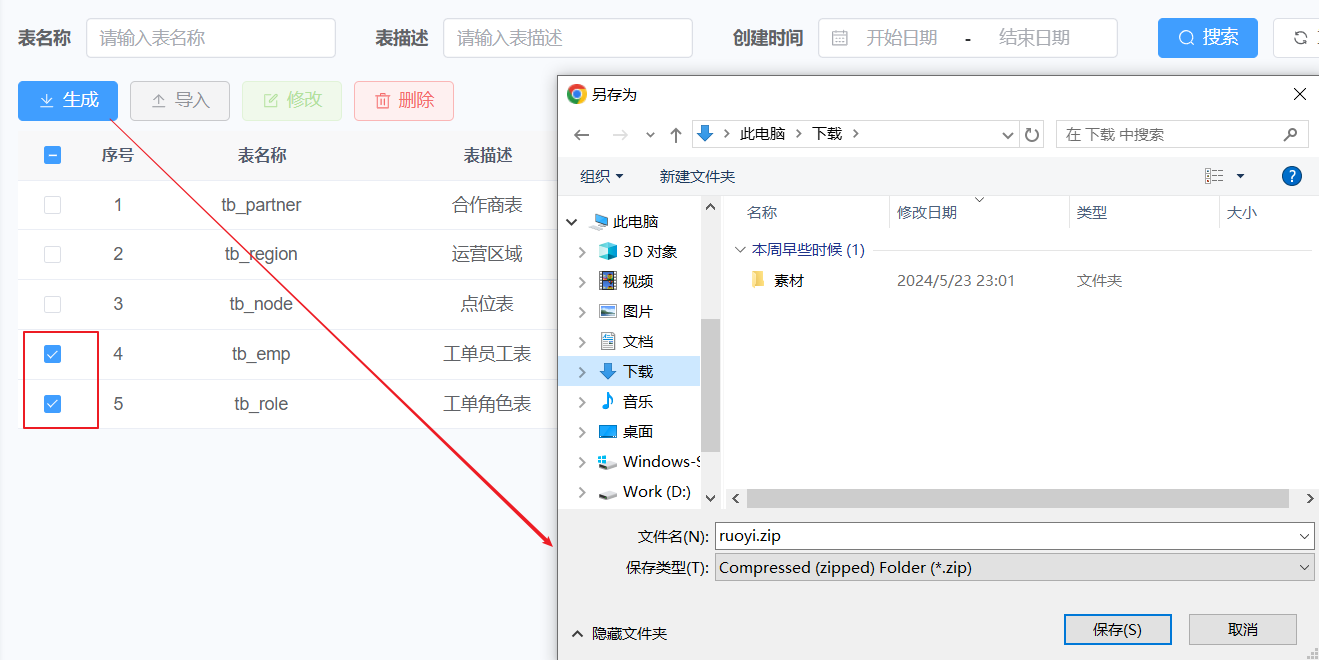 表名称 请输入表名称 表描述 请输入表描述 创建时间 开始日期 - 结束日期 搜索
生成 导入 修改 删除
序号 表名称 表描述
1 tb_partner 合作商表
2 tb_region 运营区域
3 tb_node 点位表
4 tb_emp 工单员工表
5 tb_role 工单角色表
另存为
此电脑 下载 在 下载 中搜索
组织 新建文件夹
名称 修改日期 类型 大小
此电脑
3D 对象
视频
图片
文档
下载
音乐
桌面
Windows-S
Work (D:)
本周早些时候 (1)
素材 2024/5/23 23:01 文件夹
文件名(N): ruoyi.zip
保存类型(T): Compressed (zipped) Folder (*.zip)
隐藏文件夹 保存(S) 取消